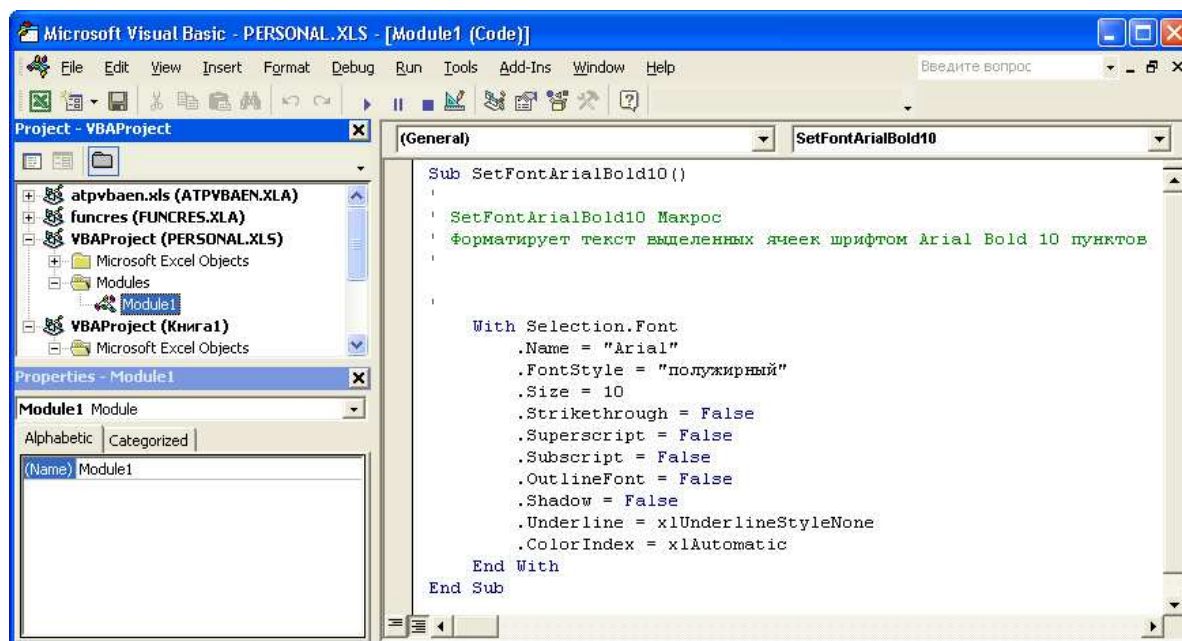 Microsoft Visual Basic - PERSONAL.XLS - [Module1 (Code)]
File Edit View Insert Format Debug Run Tools Add-Ins Window Help Введите вопрос
Project - VBAProject
atpvbaen.xls (ATPVBAEN.XLA)
funcres (FUNCRES.XLA)
VBAProject (PERSONAL.XLS)
Microsoft Excel Objects
Modules
Module1
VBAProject (Книга1)
Microsoft Excel Objects
Properties - Module1
Module1 Module
Alphabetic Categorized
(Name) Module1
(General) SetFontArialBold10
Sub SetFontArialBold10()
'
' SetFontArialBold10 Макрос
' Форматирует текст выделенных ячеек шрифтом Arial Bold 10 пунктов
'
'
With Selection.Font
.Name = "Arial"
.FontStyle = "полужирный"
.Size = 10
.Strikethrough = False
.Superscript = False
.Subscript = False
.OutlineFont = False
.Shadow = False
.Underline = xlUnderlineStyleNone
.ColorIndex = xlAutomatic
End With
End Sub